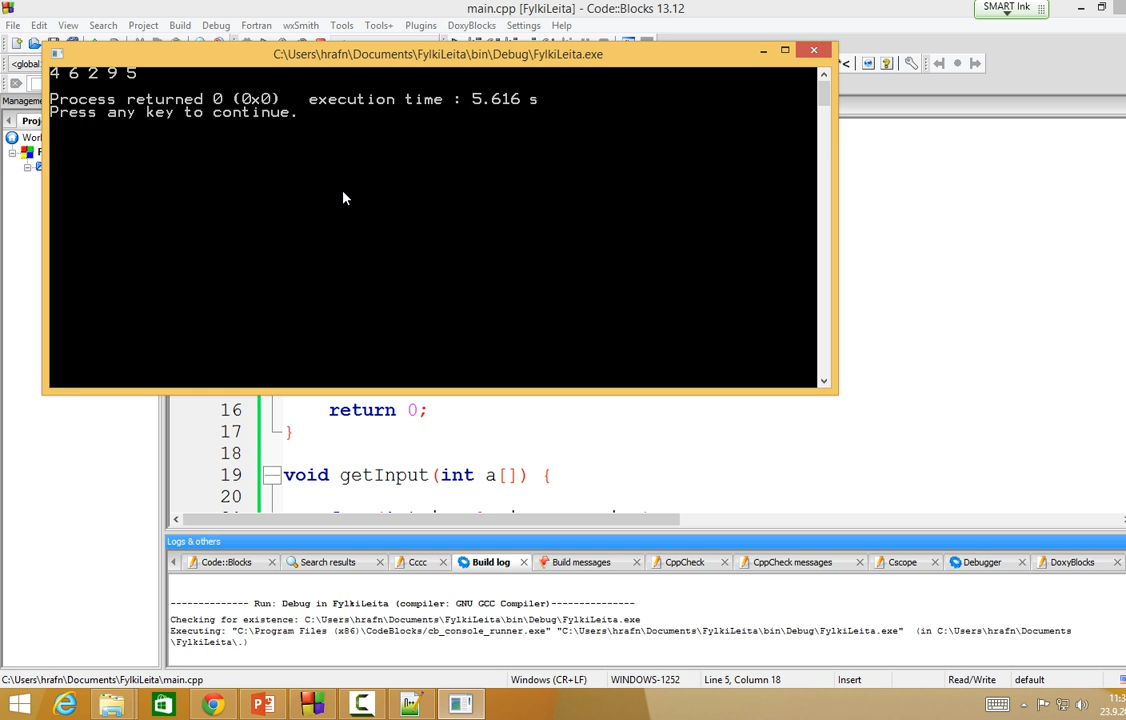 main.cpp [FylkiLeita] - Code::Blocks 13.12
SMART Ink
File Edit View Search Project Build Debug Fortran wxSmith Tools Tools+ Plugins DoxyBlocks Settings Help
C:\Users\hrafn\Documents\FylkiLeita\bin\Debug\FylkiLeita.exe
<global
4 6 2 9 5
Process returned 0 (0x0)   execution time : 5.616 s
Press any key to continue.
16 return 0;
17 }
18
19 void getInput(int a[]) {
20
Logs & others
Code::Blocks Search results Cccc Build log Build messages CppCheck CppCheck messages Cscope Debugger DoxyBlocks
-------------- Run: Debug in FylkiLeita (compiler: GNU GCC Compiler)---------------
Checking for existence: C:\Users\hrafn\Documents\FylkiLeita\bin\Debug\FylkiLeita.exe
Executing: "C:\Program Files (x86)\CodeBlocks/cb_console_runner.exe" "C:\Users\hrafn\Documents\FylkiLeita\bin\Debug\FylkiLeita.exe"  (in C:\Users\hrafn\Documents
\FylkiLeita\.)
C:\Users\hrafn\Documents\FylkiLeita\main.cpp Windows (CR+LF) WINDOWS-1252 Line 5, Column 18 Insert Read/Write default